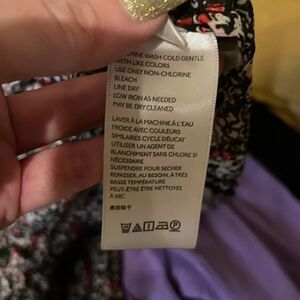 MACHINE WASH COLD GENTLE
WITH LIKE COLORS
USE ONLY NON-CHLORINE
BLEACH
LINE DRY
LOW IRON AS NEEDED
MAY BE DRY CLEANED
LAVER À LA MACHINE À L'EAU
FROIDE AVEC COULEURS
SIMILAIRES CYCLE DÉLICAT
UTILISER UN AGENT DE
BLANCHIMENT SANS CHLORE SI
NÉCESSAIRE
SUSPENDRE POUR SECHER
REPASSER, AU BESOIN, À TRÈS
BASSE TEMPÉRATURE
PEUT-ÊTRE ÊTRE NETTOYÉE
À SEC